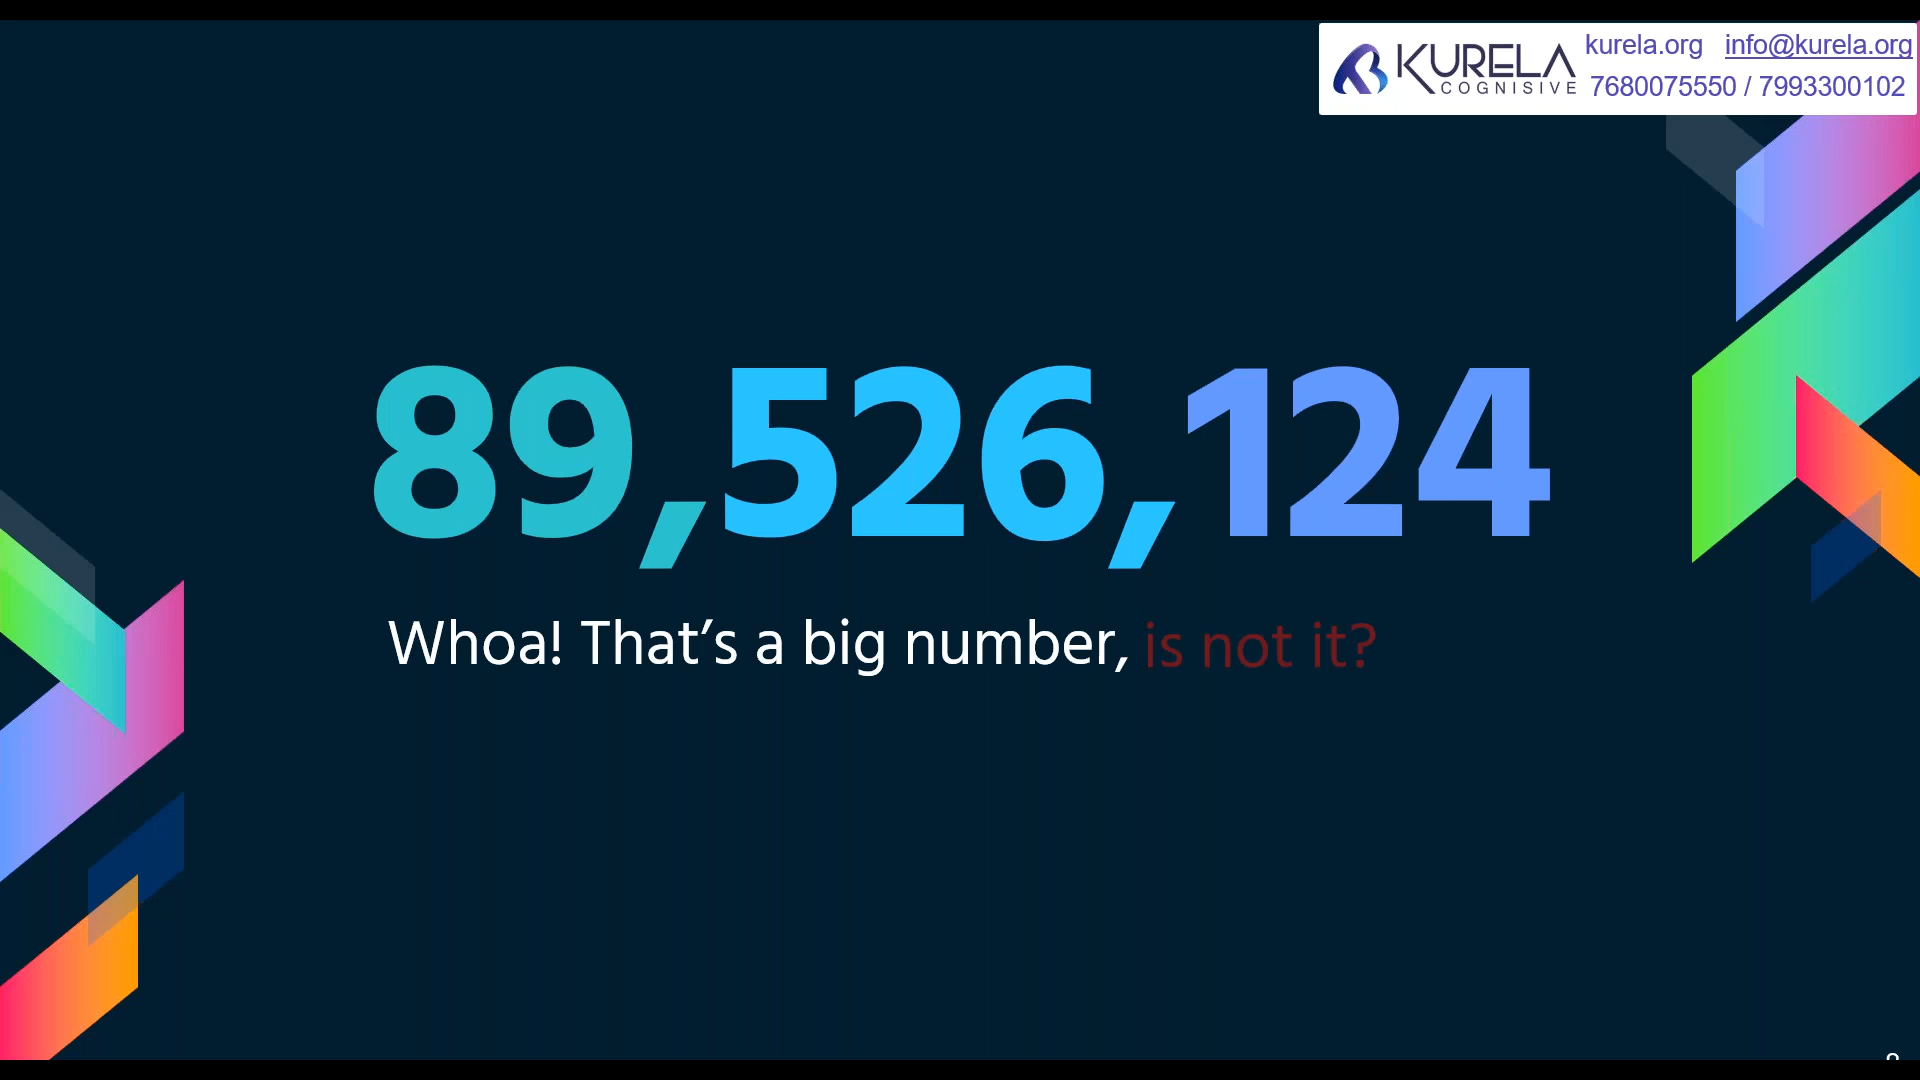 KURELA
COGNISIVE
kurela.org info@kurela.org
7680075550 / 7993300102
89,526,124
Whoa! That’s a big number, is not it?